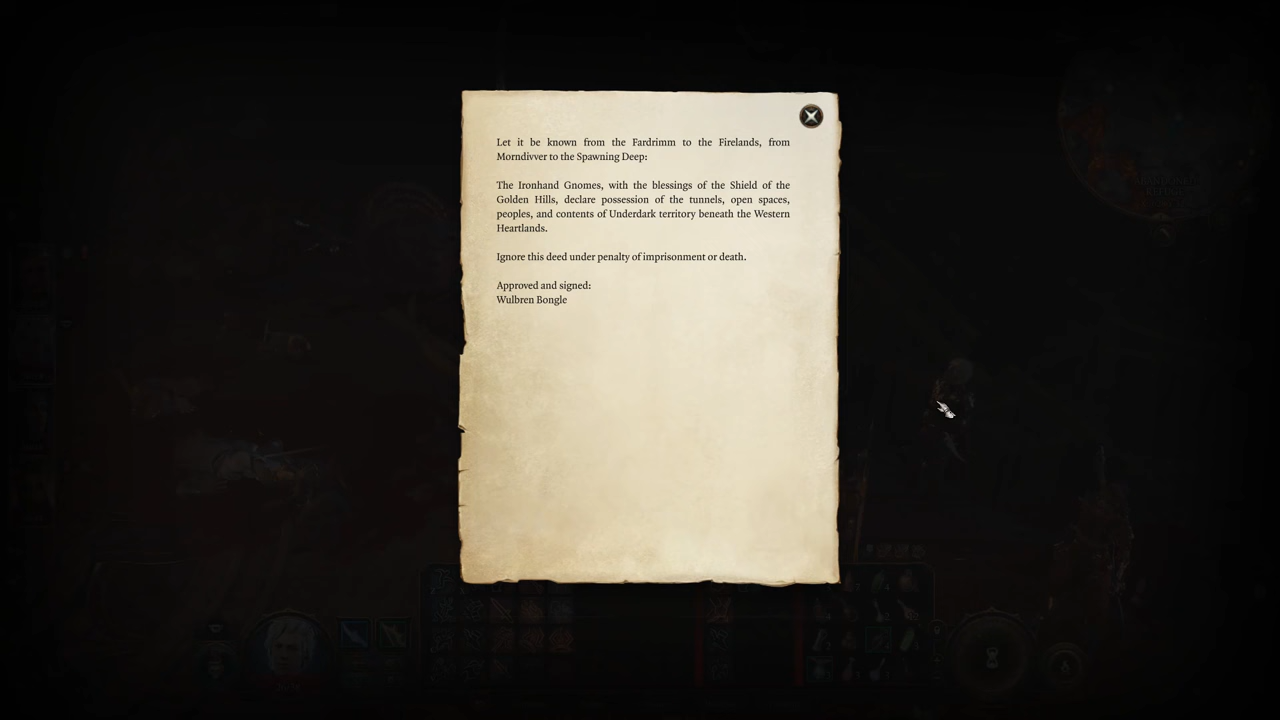 Let it be known from the Fardrimm to the Firelands, from
Morndivver to the Spawning Deep:
The Ironhand Gnomes, with the blessings of the Shield of the
Golden Hills, declare possession of the tunnels, open spaces,
peoples, and contents of Underdark territory beneath the Western
Heartlands.
Ignore this deed under penalty of imprisonment or death.
Approved and signed:
Wulbren Bongle